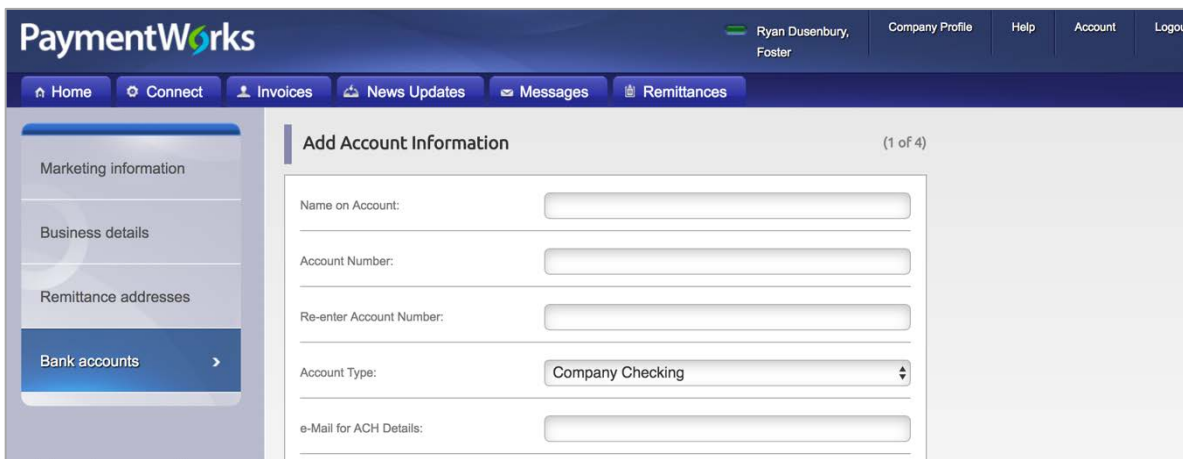 PaymentWorks
Ryan Dusenbury,
Foster
Company Profile
Help
Account
Logou
Home
Connect
Invoices
News Updates
Messages
Remittances
Marketing information
Business details
Remittance addresses
Bank accounts
Add Account Information
(1 of 4)
Name on Account:
Account Number:
Re-enter Account Number:
Account Type:
Company Checking
e-Mail for ACH Details: